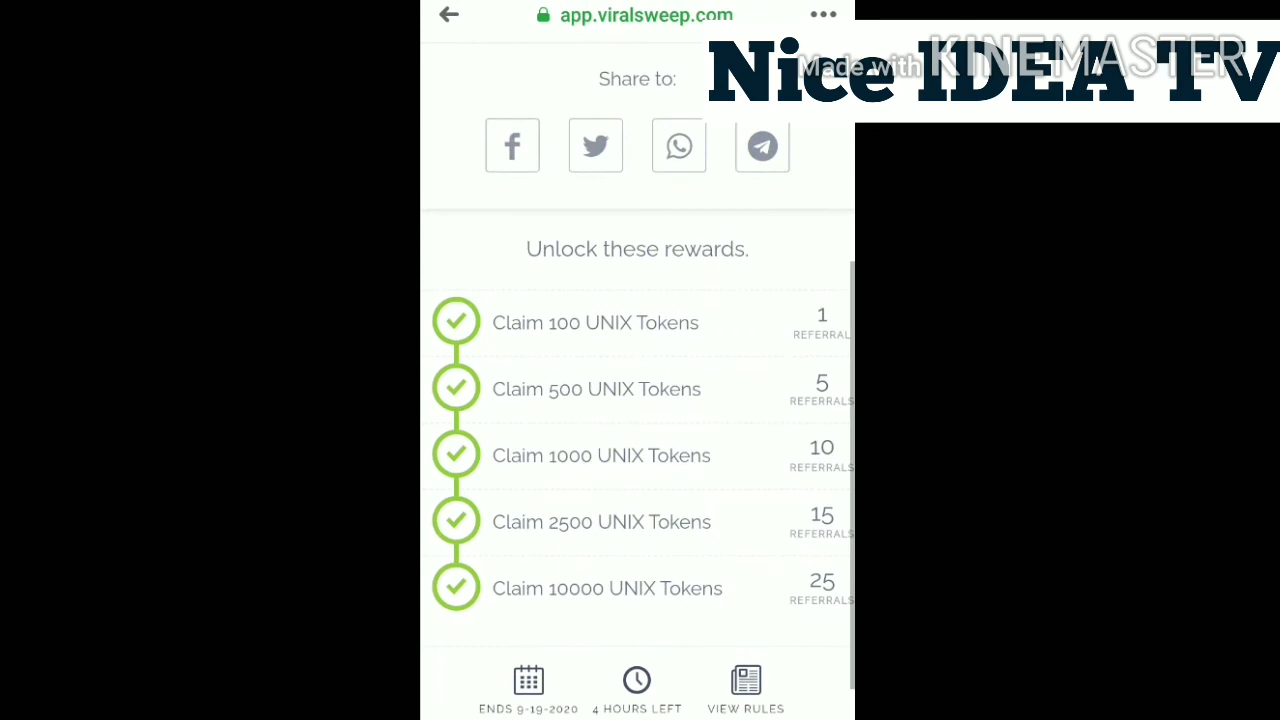 app.viralsweep.com
Nice IDEA TV
Made with KINEMASTER
Share to:
Unlock these rewards.
Claim 100 UNIX Tokens
1
REFERRAL
Claim 500 UNIX Tokens
5
REFERRALS
Claim 1000 UNIX Tokens
10
REFERRALS
Claim 2500 UNIX Tokens
15
REFERRALS
Claim 10000 UNIX Tokens
25
REFERRALS
ENDS 9-19-2020
4 HOURS LEFT
VIEW RULES